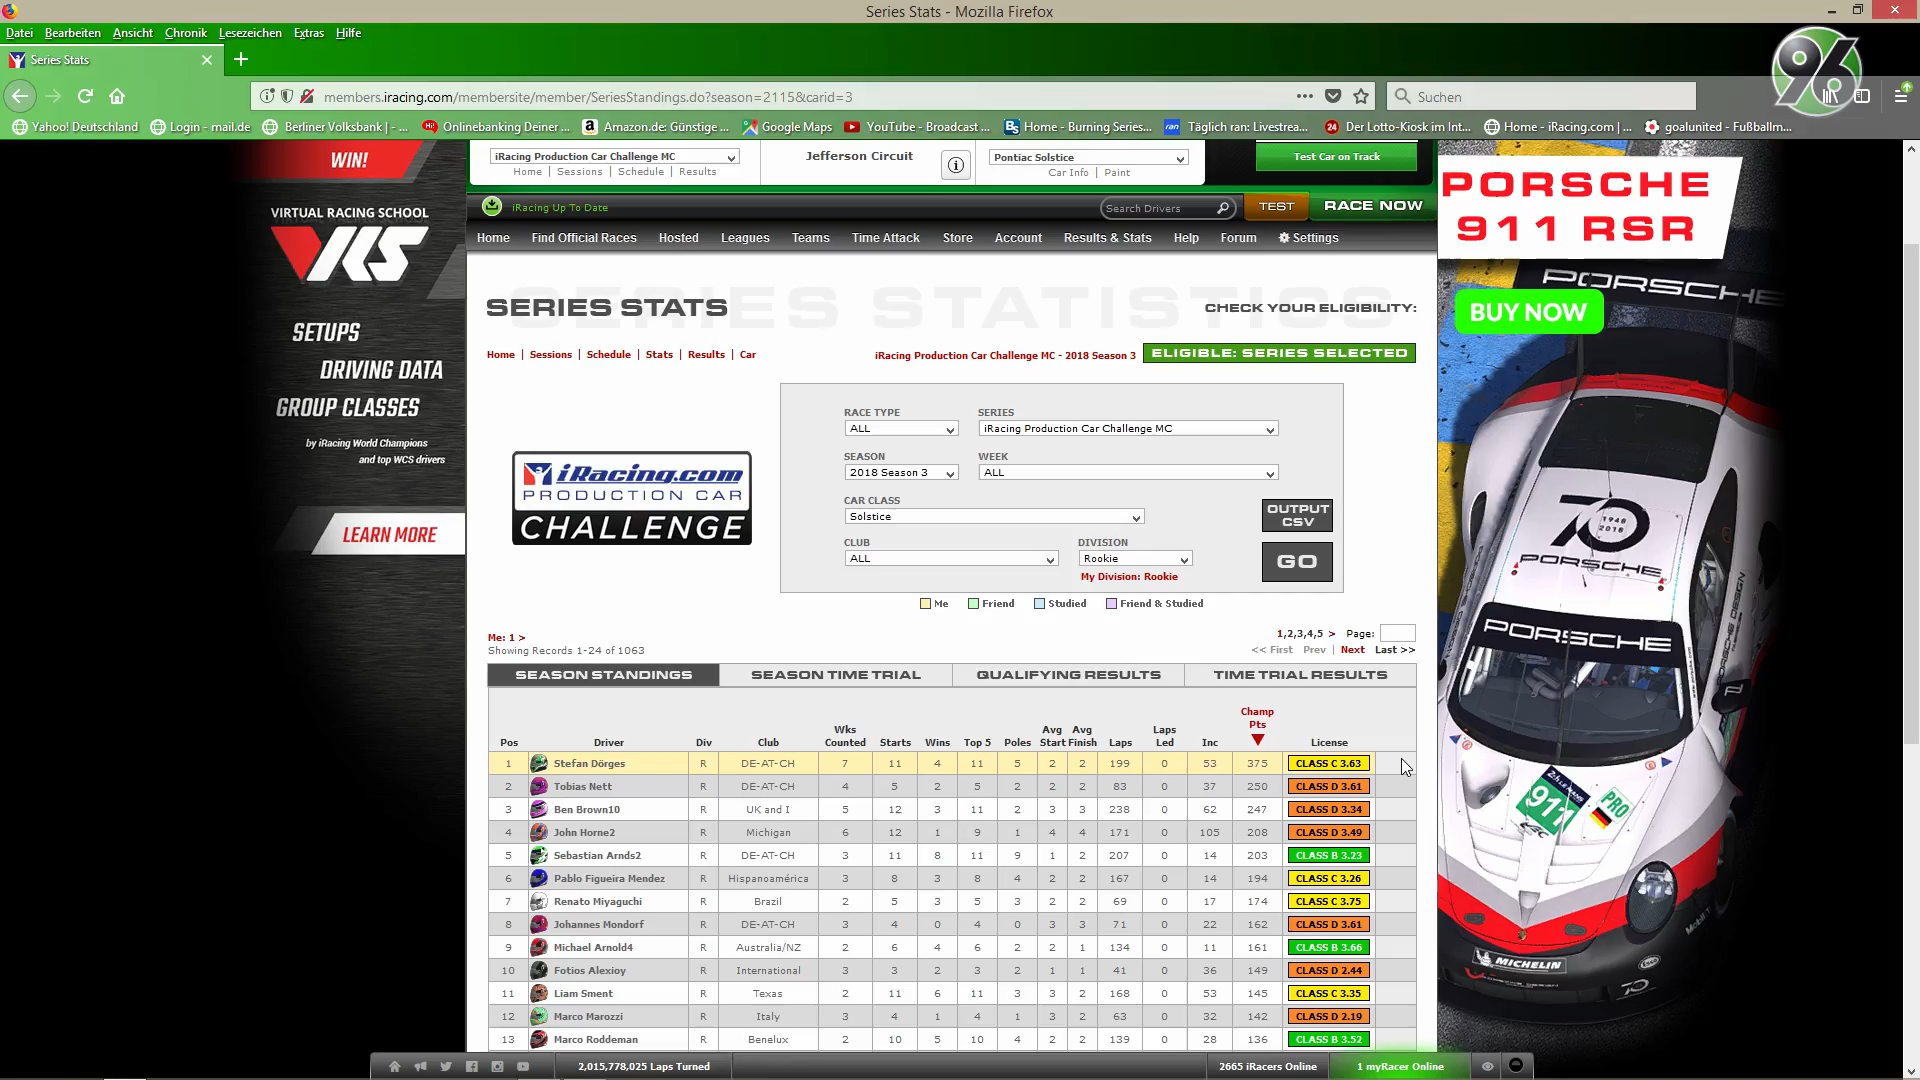 Series Stats - Mozilla Firefox
Datei Bearbeiten Ansicht Chronik Lesezeichen Extras Hilfe
Series Stats
members.iracing.com/membersite/member/SeriesStandings.do?season=2115&carid=3
Suchen
96
Yahoo! Deutschland Login - mail.de Berliner Volksbank | -... Onlinebanking Deiner ... Amazon.de: Günstige ... Google Maps YouTube - Broadcast ... Home - Burning Series... Täglich ran: Livestrea... Der Lotto-Kiosk im Int... Home - iRacing.com | ... goalunited - Fußballm...
WIN!
VIRTUAL RACING SCHOOL
VRS
SETUPS
DRIVING DATA
GROUP CLASSES
by iRacing World Champions
and top WCS drivers
LEARN MORE
iRacing Production Car Challenge MC
Home | Sessions | Schedule | Results
Jefferson Circuit
Pontiac Solstice
Car Info | Paint
Test Car on Track
iRacing Up To Date
Search Drivers
TEST
RACE NOW
Home Find Official Races Hosted Leagues Teams Time Attack Store Account Results & Stats Help Forum Settings
SERIES STATISTICS
SERIES STATS
CHECK YOUR ELIGIBILITY:
Home | Sessions | Schedule | Stats | Results | Car
iRacing Production Car Challenge MC - 2018 Season 3
ELIGIBLE: SERIES SELECTED
iRacing.com
PRODUCTION CAR
CHALLENGE
RACE TYPE SERIES
ALL iRacing Production Car Challenge MC
SEASON WEEK
2018 Season 3 ALL
CAR CLASS
Solstice
CLUB DIVISION
ALL Rookie
My Division: Rookie
OUTPUT CSV
GO
Me Friend Studied Friend & Studied
Me: 1 >
Showing Records 1-24 of 1063
1,2,3,4,5 > Page:
<< First Prev | Next Last >>
SEASON STANDINGS SEASON TIME TRIAL QUALIFYING RESULTS TIME TRIAL RESULTS
Pos Driver Div Club Wks Counted Starts Wins Top 5 Poles Avg Start Avg Finish Laps Laps Led Inc Champ Pts License
1 Stefan Dörges R DE-AT-CH 7 11 4 11 5 2 2 199 0 53 375 CLASS C 3.63
2 Tobias Nett R DE-AT-CH 4 5 2 5 2 2 2 83 0 37 250 CLASS D 3.61
3 Ben Brown10 R UK and I 5 12 3 11 2 3 3 238 0 62 247 CLASS D 3.34
4 John Horne2 R Michigan 6 12 1 9 1 4 4 171 0 105 208 CLASS D 3.49
5 Sebastian Arnds2 R DE-AT-CH 3 11 8 11 9 1 2 207 0 14 203 CLASS B 3.23
6 Pablo Figueira Mendez R Hispanoamérica 3 8 3 8 4 2 2 167 0 14 194 CLASS C 3.26
7 Renato Miyaguchi R Brazil 2 5 3 5 3 2 2 69 0 17 174 CLASS C 3.75
8 Johannes Mondorf R DE-AT-CH 3 4 0 4 0 3 3 71 0 22 162 CLASS D 3.61
9 Michael Arnold4 R Australia/NZ 2 6 4 6 2 2 1 134 0 11 161 CLASS B 3.66
10 Fotios Alexioy R International 3 3 2 3 2 1 1 41 0 36 149 CLASS D 2.44
11 Liam Sment R Texas 2 11 6 11 3 3 2 168 0 53 145 CLASS C 3.35
12 Marco Marozzi R Italy 3 4 1 4 1 3 2 63 0 32 142 CLASS D 2.19
13 Marco Roddeman R Benelux 2 10 5 10 4 2 2 139 0 28 136 CLASS B 3.52
2,015,778,025 Laps Turned
2665 iRacers Online
1 myRacer Online
PORSCHE
911 RSR
BUY NOW
PORSCHE
70
1948
2018
PORSCHE
PORSCHE
911
PRO
MICHELIN
Mobil 1